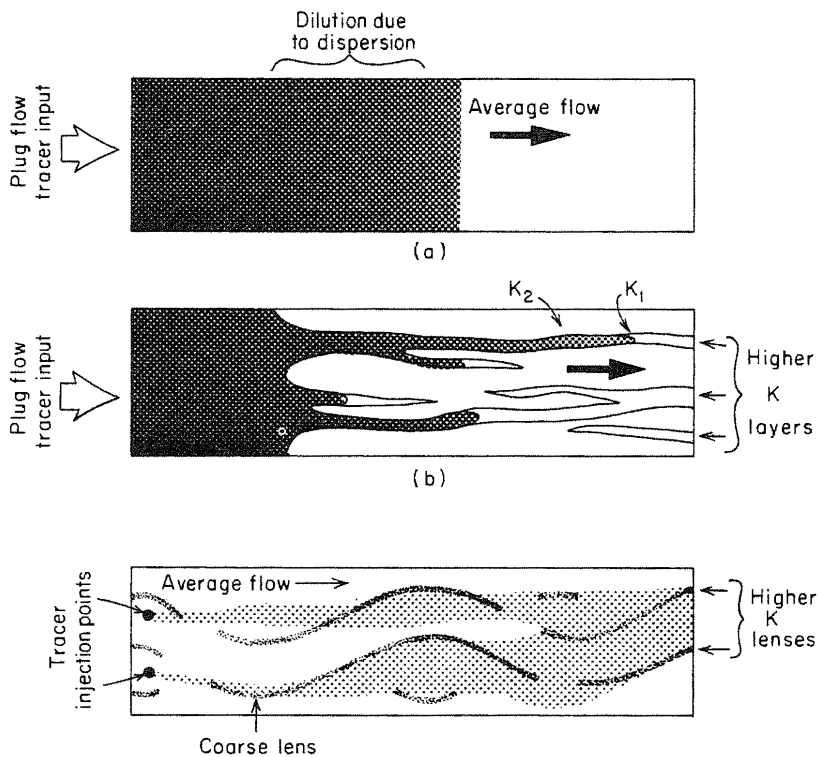 Dilution due
to dispersion
Plug flow
tracer input
Average flow
(a)
K₂
K₁
Plug flow
tracer input
Higher
K
layers
(b)
Average flow
Tracer
injection points
Higher
K
lenses
Coarse lens